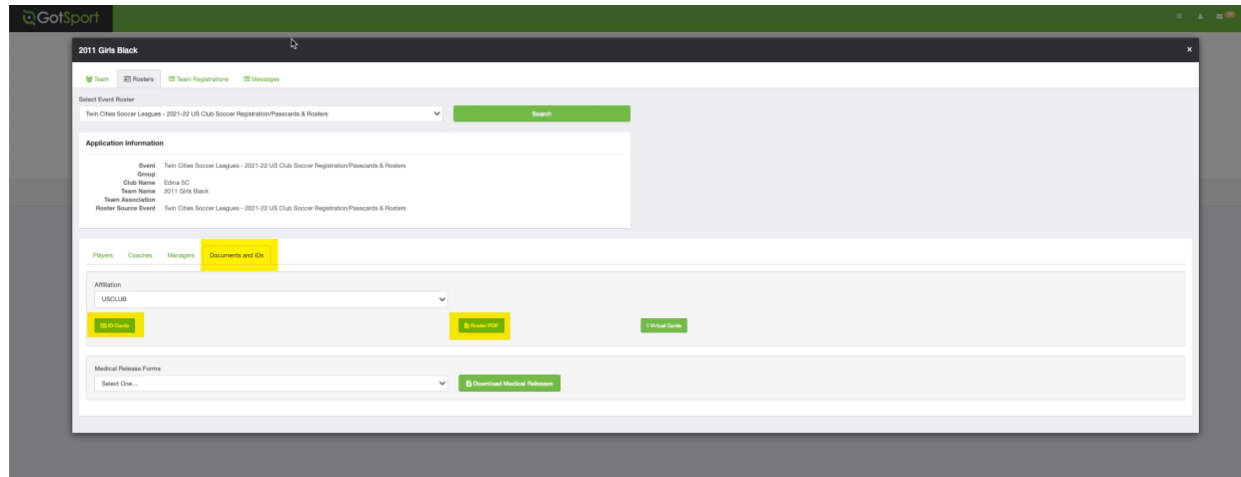 GotSport
2011 Girls Black
×
Team Rosters Team Registrations Messages
Select Event Roster
Twin Cities Soccer Leagues - 2021-22 US Club Soccer Registration/Passcards & Rosters Search
Application Information
Event Twin Cities Soccer Leagues - 2021-22 US Club Soccer Registration/Passcards & Rosters
Group
Club Name Edina SC
Team Name 2011 Girls Black
Team Association
Roster Source Event Twin Cities Soccer Leagues - 2021-22 US Club Soccer Registration/Passcards & Rosters
Players Coaches Managers Documents and IDs
Affiliation
USCLUB
ID Cards Roster PDF Virtual Cards
Medical Release Forms
Select One... Download Medical Releases